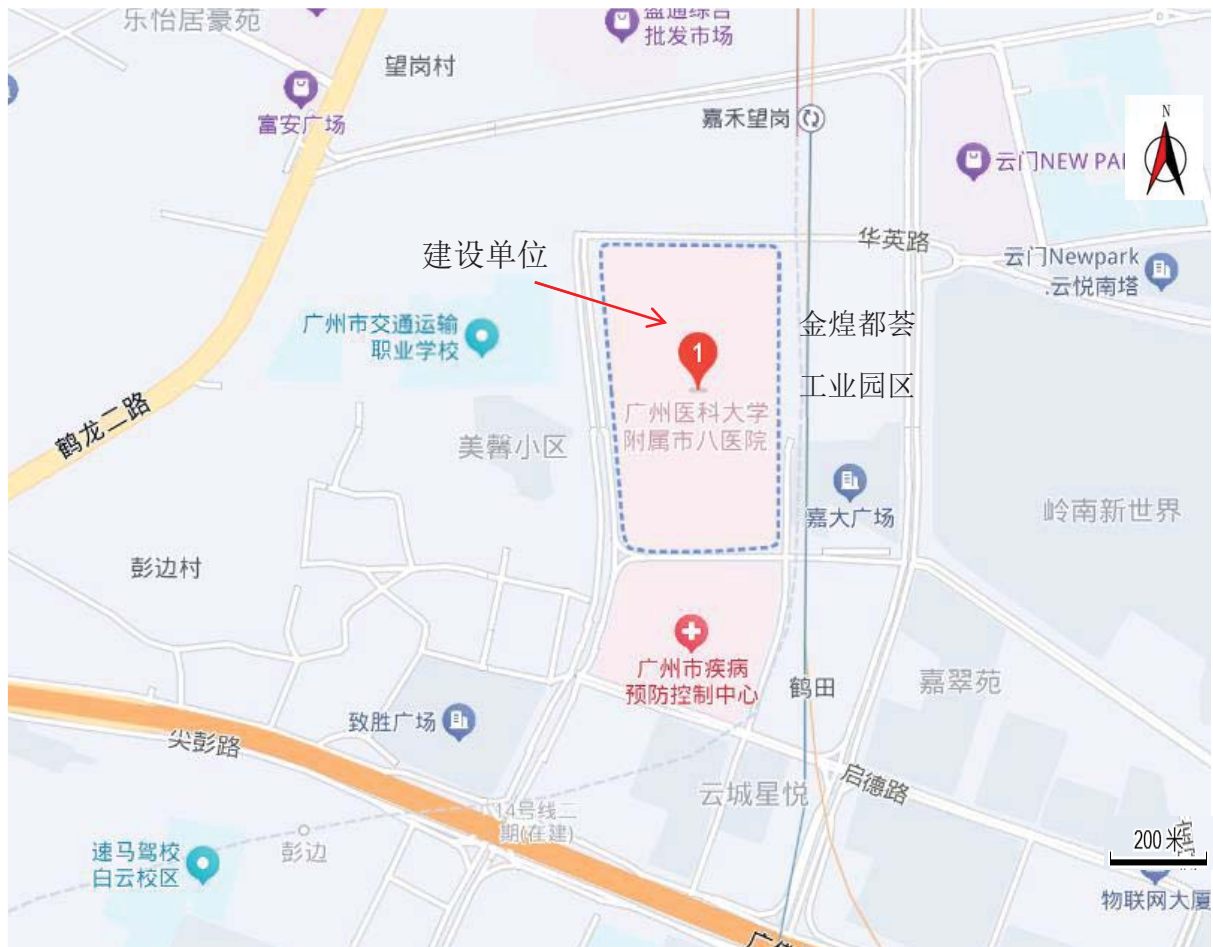 乐怡居豪苑
盈通综合
批发市场
望岗村
富安广场
嘉禾望岗
N
云门NEW PAI
华英路
建设单位
云门Newpark
.云悦南塔
广州市交通运输
职业学校
金煌都荟
工业园区
1
广州医科大学
附属市八医院
鹤龙二路
美馨小区
嘉大广场
岭南新世界
彭边村
广州市疾病
预防控制中心
鹤田
嘉翠苑
致胜广场
尖彭路
云城星悦
启德路
14号线二
期(在建)
彭边
速马驾校
白云校区
200 米
物联网大厦